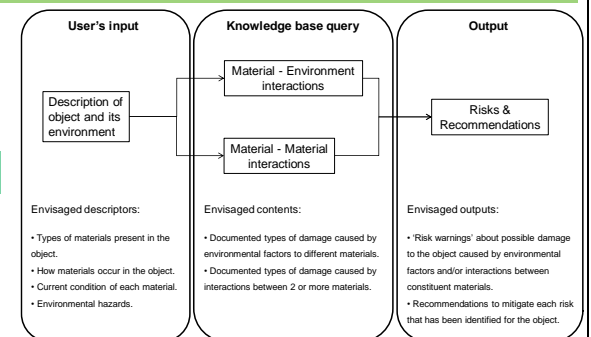 User's input
Description of
object and its
environment
Envisaged descriptors:
• Types of materials present in the
object.
• How materials occur in the object.
• Current condition of each material.
• Environmental hazards.
Knowledge base query
Material - Environment
interactions
Material - Material
interactions
Envisaged contents:
• Documented types of damage caused by
environmental factors to different materials.
• Documented types of damage caused by
interactions between 2 or more materials.
Output
Risks &
Recommendations
Envisaged outputs:
• 'Risk warnings' about possible damage
to the object caused by environmental
factors and/or interactions between
constituent materials.
• Recommendations to mitigate each risk
that has been identified for the object.